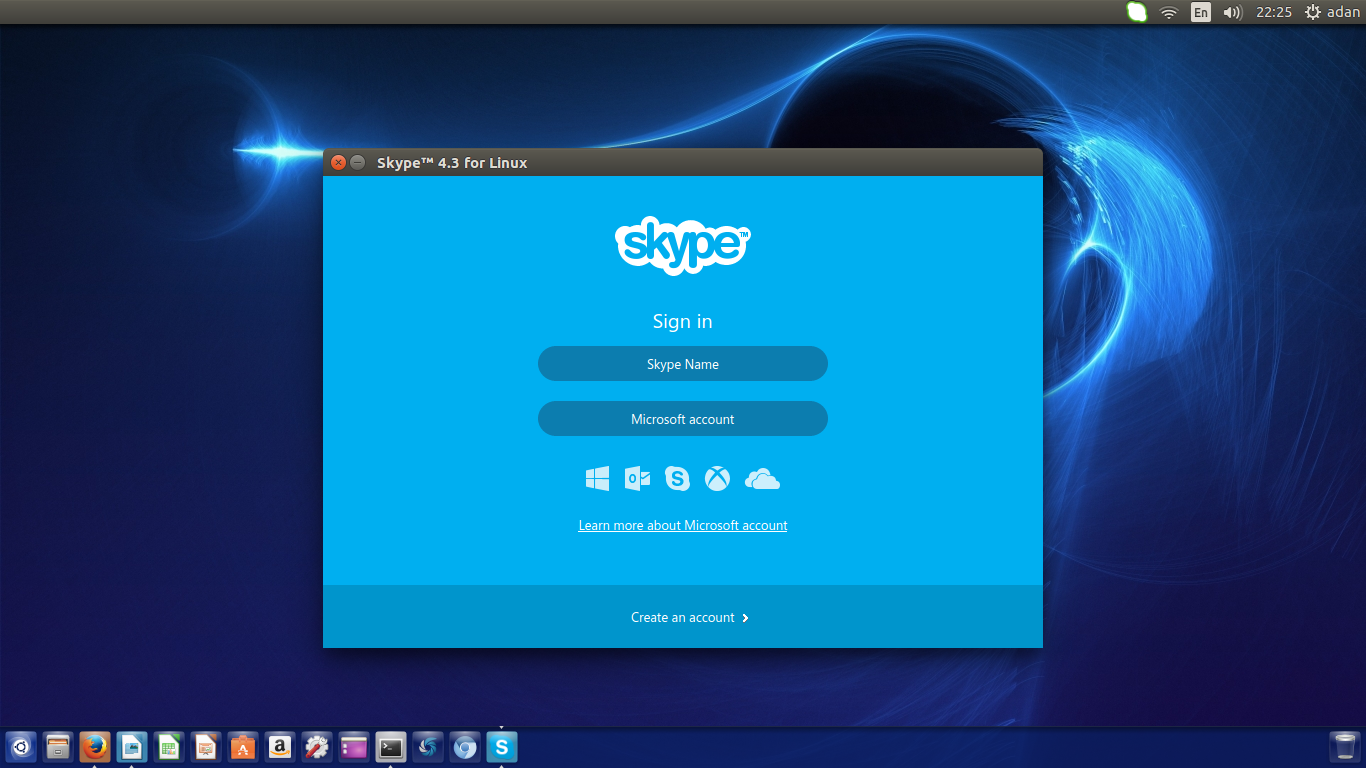 En
22:25
adan
Skype™ 4.3 for Linux
skype™
Sign in
Skype Name
Microsoft account
Learn more about Microsoft account
Create an account